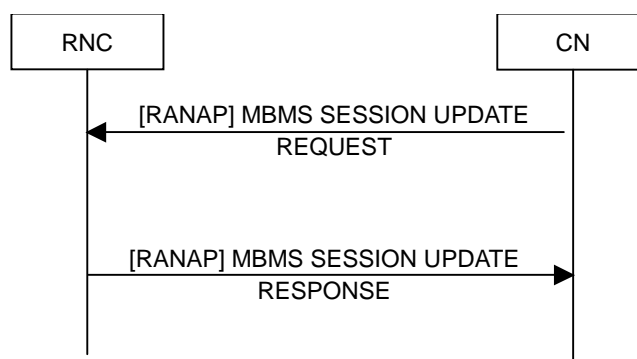 RNC
CN
[RANAP] MBMS SESSION UPDATE
REQUEST
[RANAP] MBMS SESSION UPDATE
RESPONSE